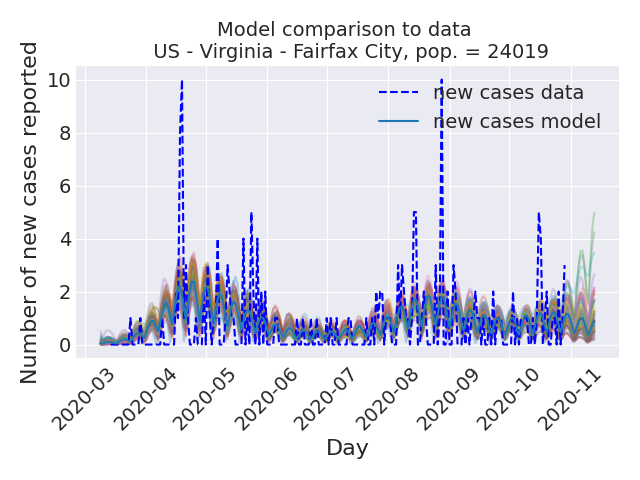 Model comparison to data
US - Virginia - Fairfax City, pop. = 24019
Number of new cases reported
10
8
6
4
2
0
new cases data
new cases model
2020-03
2020-04
2020-05
2020-06
2020-07
2020-08
2020-09
2020-10
2020-11
Day